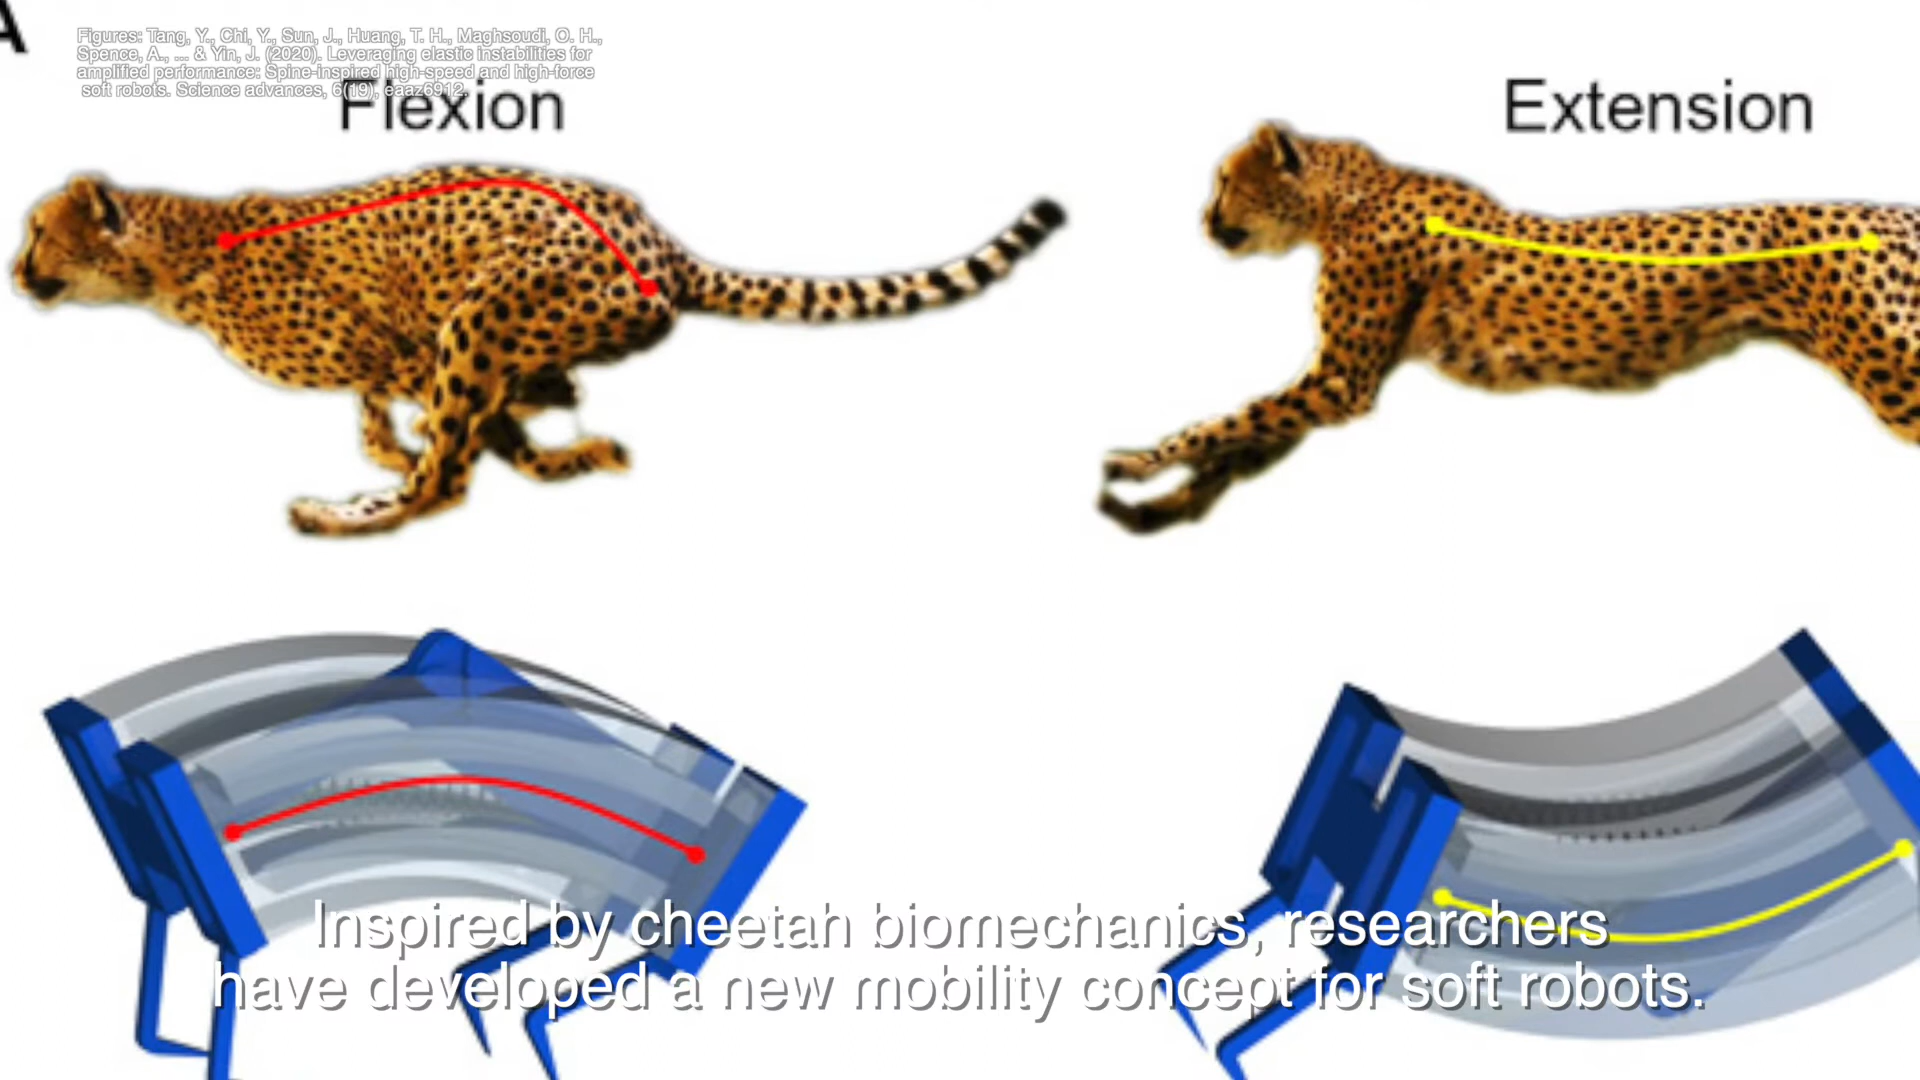 A
Figures: Tang, Y., Chi, Y., Sun, J., Huang, T. H., Maghsoudi, O. H.,
Spence, A., ... & Yin, J. (2020). Leveraging elastic instabilities for
amplified performance: Spine-inspired high-speed and high-force
soft robots. Science advances, 6(19), eaaz6912.
Flexion
Extension
Inspired by cheetah biomechanics, researchers
have developed a new mobility concept for soft robots.